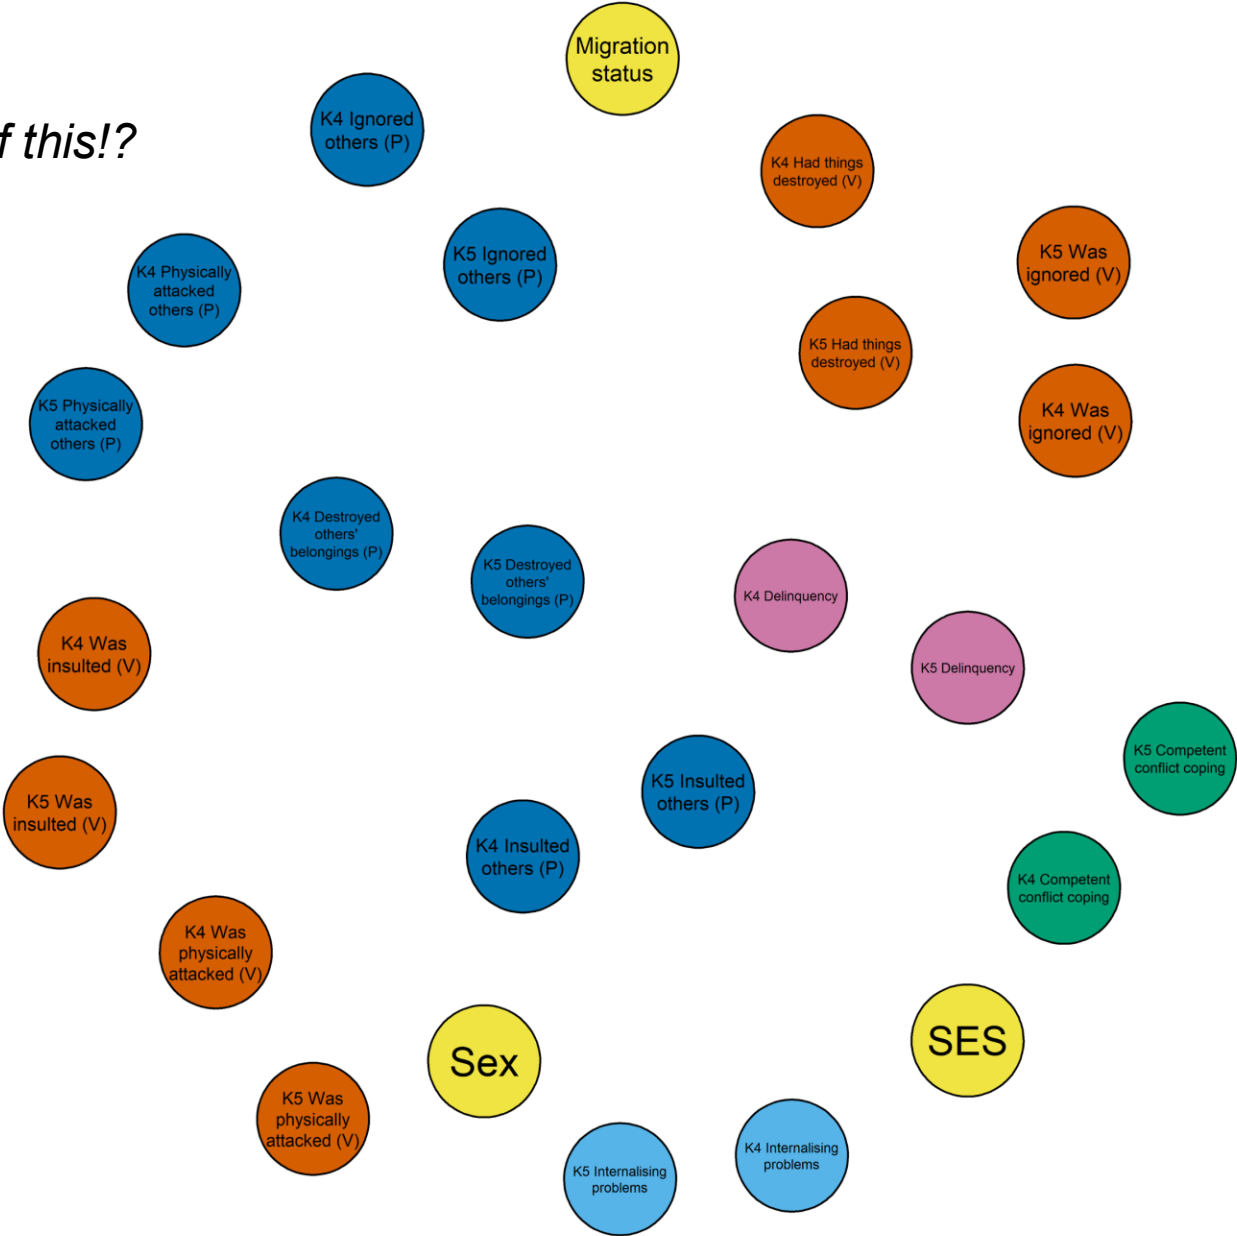 Migration
status
K4 Ignored
others (P)
f this!?
K4 Had things
destroyed (V)
K5 Was
ignored (V)
K5 Ignored
others (P)
K4 Physically
attacked
others (P)
K5 Had things
destroyed (V)
K4 Was
ignored (V)
K5 Physically
attacked
others (P)
K4 Destroyed
others'
belongings (P)
K5 Destroyed
others'
belongings (P)
K4 Delinquency
K5 Delinquency
K4 Was
insulted (V)
K5 Competent
conflict coping
K5 Insulted
others (P)
K5 Was
insulted (V)
K4 Insulted
others (P)
K4 Competent
conflict coping
K4 Was
physically
attacked (V)
SES
Sex
K5 Was
physically
attacked (V)
K4 Internalising
problems
K5 Internalising
problems